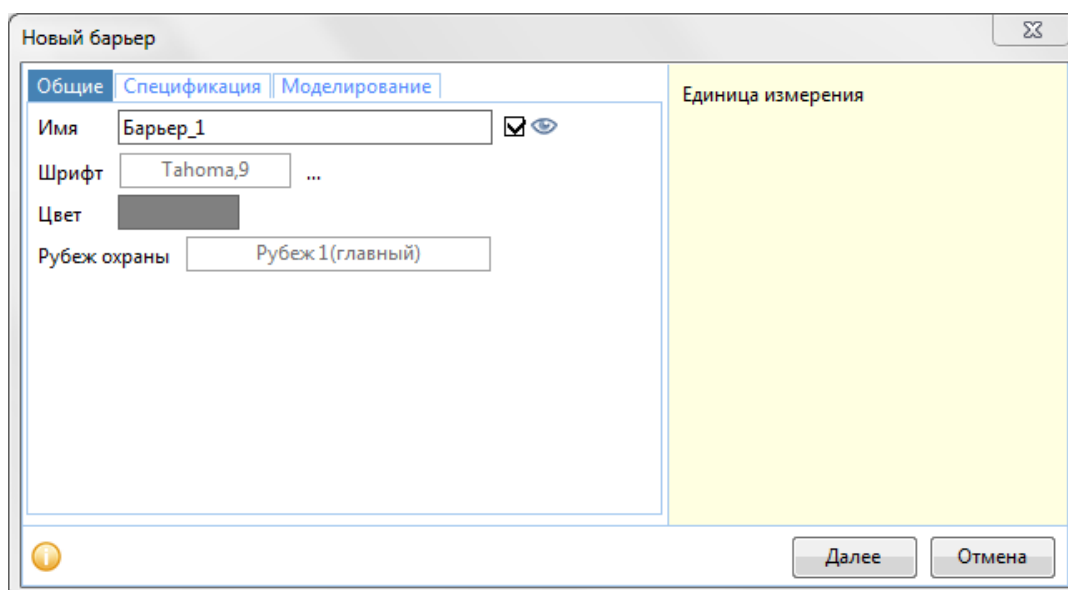 Новый барьер
Общие Спецификация Моделирование
Имя Барьер_1
Шрифт Tahoma,9 ...
Цвет
Рубеж охраны Рубеж 1(главный)
Единица измерения
Далее Отмена